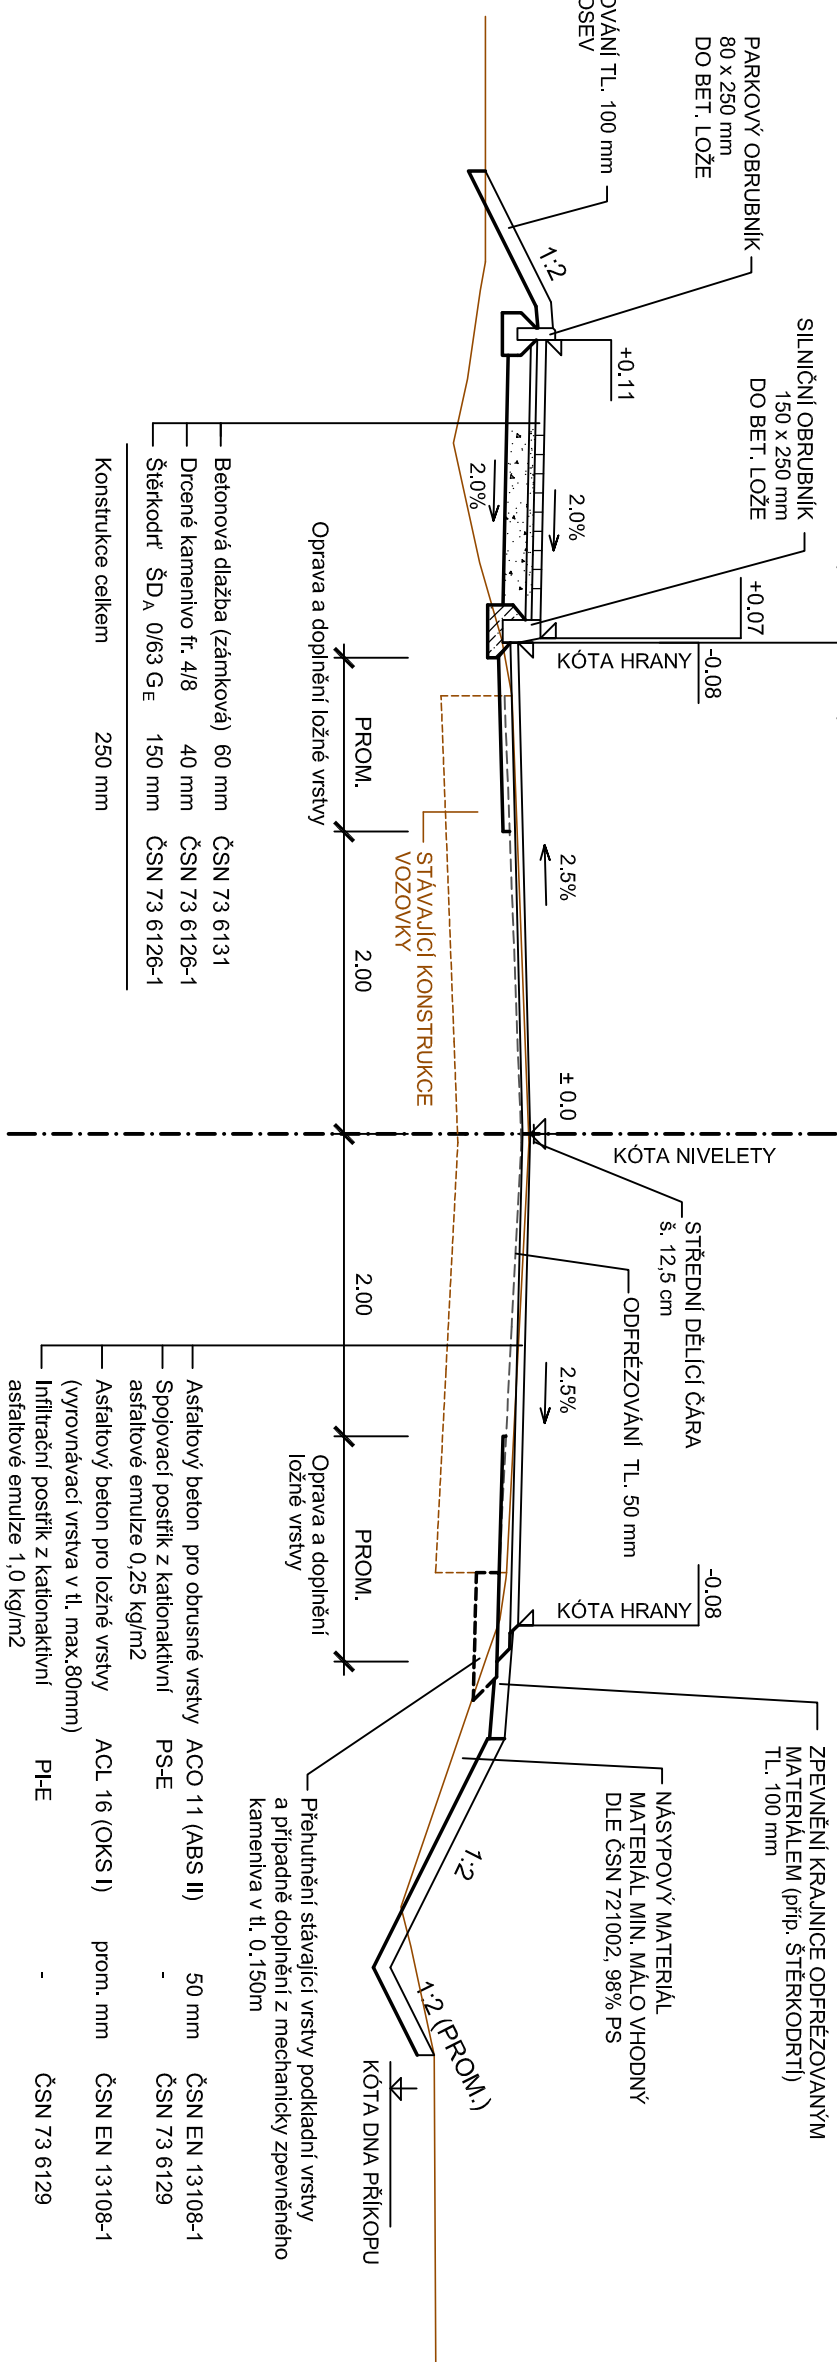 OVÁNÍ TL. 100 mm
OSEV
PARKOVÝ OBRUBNÍK
80 x 250 mm
DO BET. LOŽE
SILNIČNÍ OBRUBNÍK
150 x 250 mm
DO BET. LOŽE
1:2
+0.11
2.0%
2.0%
+0.07
-0.08
KÓTA HRANY
2.5%
± 0.0
KÓTA NIVELETY
STŘEDNÍ DĚLÍCÍ ČÁRA
š. 12,5 cm
ODFRÉZOVÁNÍ TL. 50 mm
2.5%
-0.08
KÓTA HRANY
ZPEVNĚNÍ KRAJNICE ODFRÉZOVANÝM
MATERIÁLEM (příp. ŠTĚRKODRTÍ)
TL. 100 mm
NÁSYPOVÝ MATERIÁL
MATERIÁL MIN. MÁLO VHODNÝ
DLE ČSN 721002, 98% PS
1:2
1:2 (PROM.)
KÓTA DNA PŘÍKOPU
STÁVAJÍCÍ KONSTRUKCE
VOZOVKY
PROM.
2.00
2.00
PROM.
Oprava a doplnění ložné vrstvy
Oprava a doplnění
ložné vrstvy
Přehutnění stávající vrstvy podkladní vrstvy
a případně doplnění z mechanicky zpevněného
kameniva v tl. 0.150m
Betonová dlažba (zámková) 60 mm ČSN 73 6131
Drcené kamenivo fr. 4/8 40 mm ČSN 73 6126-1
Štěrkodrť ŠDA 0/63 GE 150 mm ČSN 73 6126-1
Konstrukce celkem 250 mm
Asfaltový beton pro obrusné vrstvy ACO 11 (ABS II) 50 mm ČSN EN 13108-1
Spojovací postřik z kationaktivní PS-E - ČSN 73 6129
asfaltové emulze 0,25 kg/m2
Asfaltový beton pro ložné vrstvy ACL 16 (OKS I) prom. mm ČSN EN 13108-1
(vyrovnávací vrstva v tl. max.80mm)
Infiltrační postřik z kationaktivní PI-E - ČSN 73 6129
asfaltové emulze 1,0 kg/m2